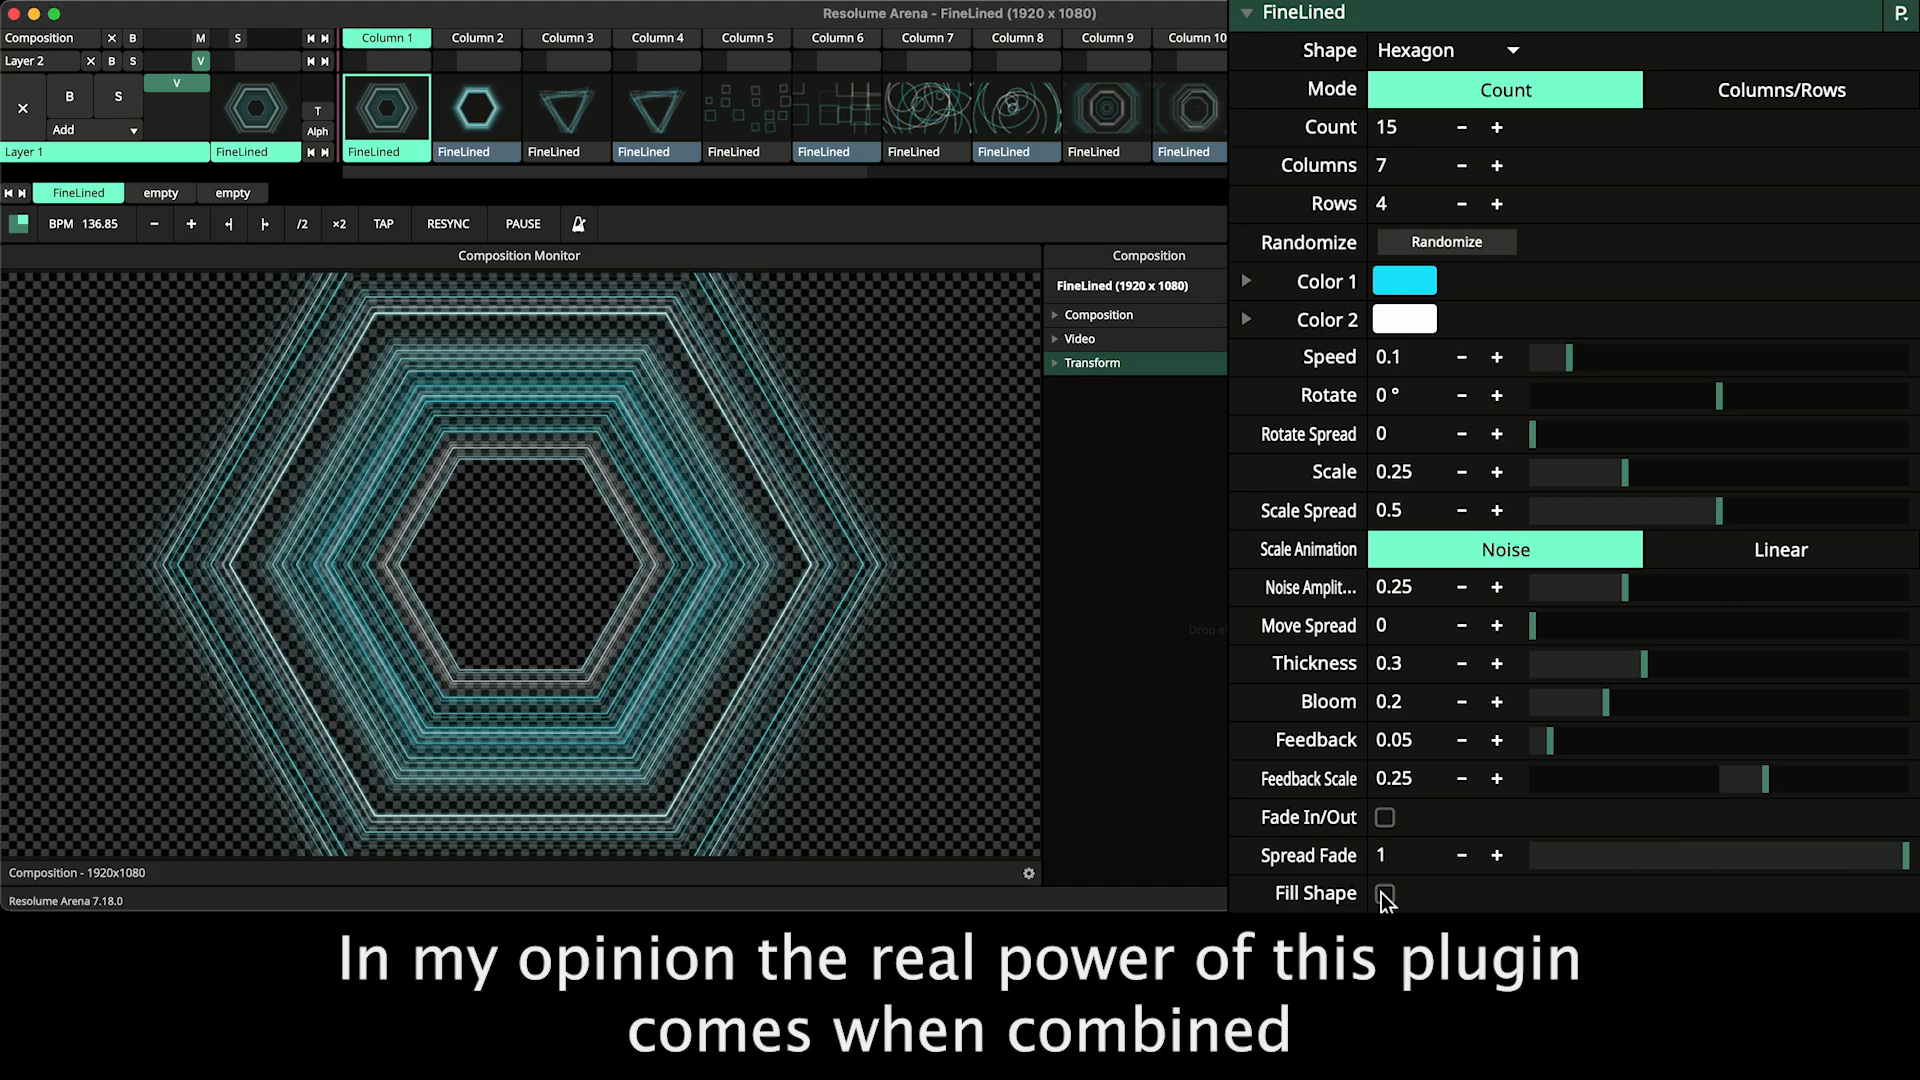 Resolume Arena - FineLined (1920 x 1080)
Composition X B M S
Column 1 Column 2 Column 3 Column 4 Column 5 Column 6 Column 7 Column 8 Column 9 Column 10
Layer 2 X B S V
B S V T
Add Alph
Layer 1 FineLined FineLined FineLined FineLined FineLined FineLined FineLined FineLined FineLined FineLined FineLined
FineLined empty empty
BPM 136.85 - + /2 ×2 TAP RESYNC PAUSE
Composition Monitor
Composition
FineLined (1920 x 1080)
Composition
Video
Transform
Drop
Composition - 1920x1080
Resolume Arena 7.18.0
FineLined P.
Shape Hexagon
Mode Count Columns/Rows
Count 15 - +
Columns 7 - +
Rows 4 - +
Randomize Randomize
Color 1
Color 2
Speed 0.1 - +
Rotate 0 ° - +
Rotate Spread 0 - +
Scale 0.25 - +
Scale Spread 0.5 - +
Scale Animation Noise Linear
Noise Amplit... 0.25 - +
Move Spread 0 - +
Thickness 0.3 - +
Bloom 0.2 - +
Feedback 0.05 - +
Feedback Scale 0.25 - +
Fade In/Out
Spread Fade 1 - +
Fill Shape
In my opinion the real power of this plugin
comes when combined